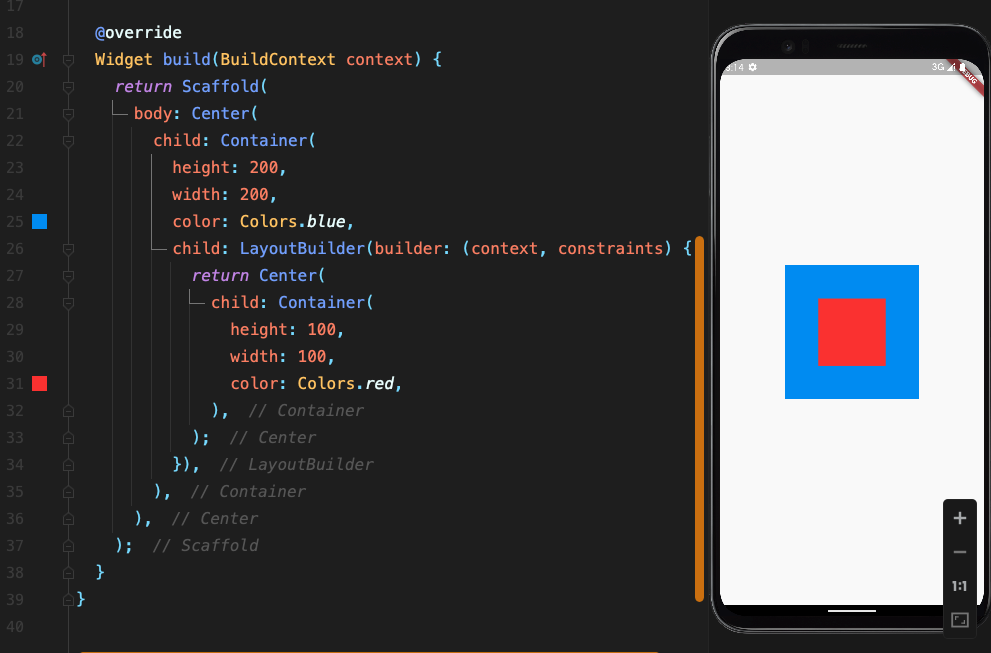 17
18 @override
19 Widget build(BuildContext context) {
20 return Scaffold(
21 body: Center(
22 child: Container(
23 height: 200,
24 width: 200,
25 color: Colors.blue,
26 child: LayoutBuilder(builder: (context, constraints) {
27 return Center(
28 child: Container(
29 height: 100,
30 width: 100,
31 color: Colors.red,
32 ), // Container
33 ); // Center
34 }), // LayoutBuilder
35 ), // Container
36 ), // Center
37 ); // Scaffold
38 }
39 }
40
:14 3G
1:1